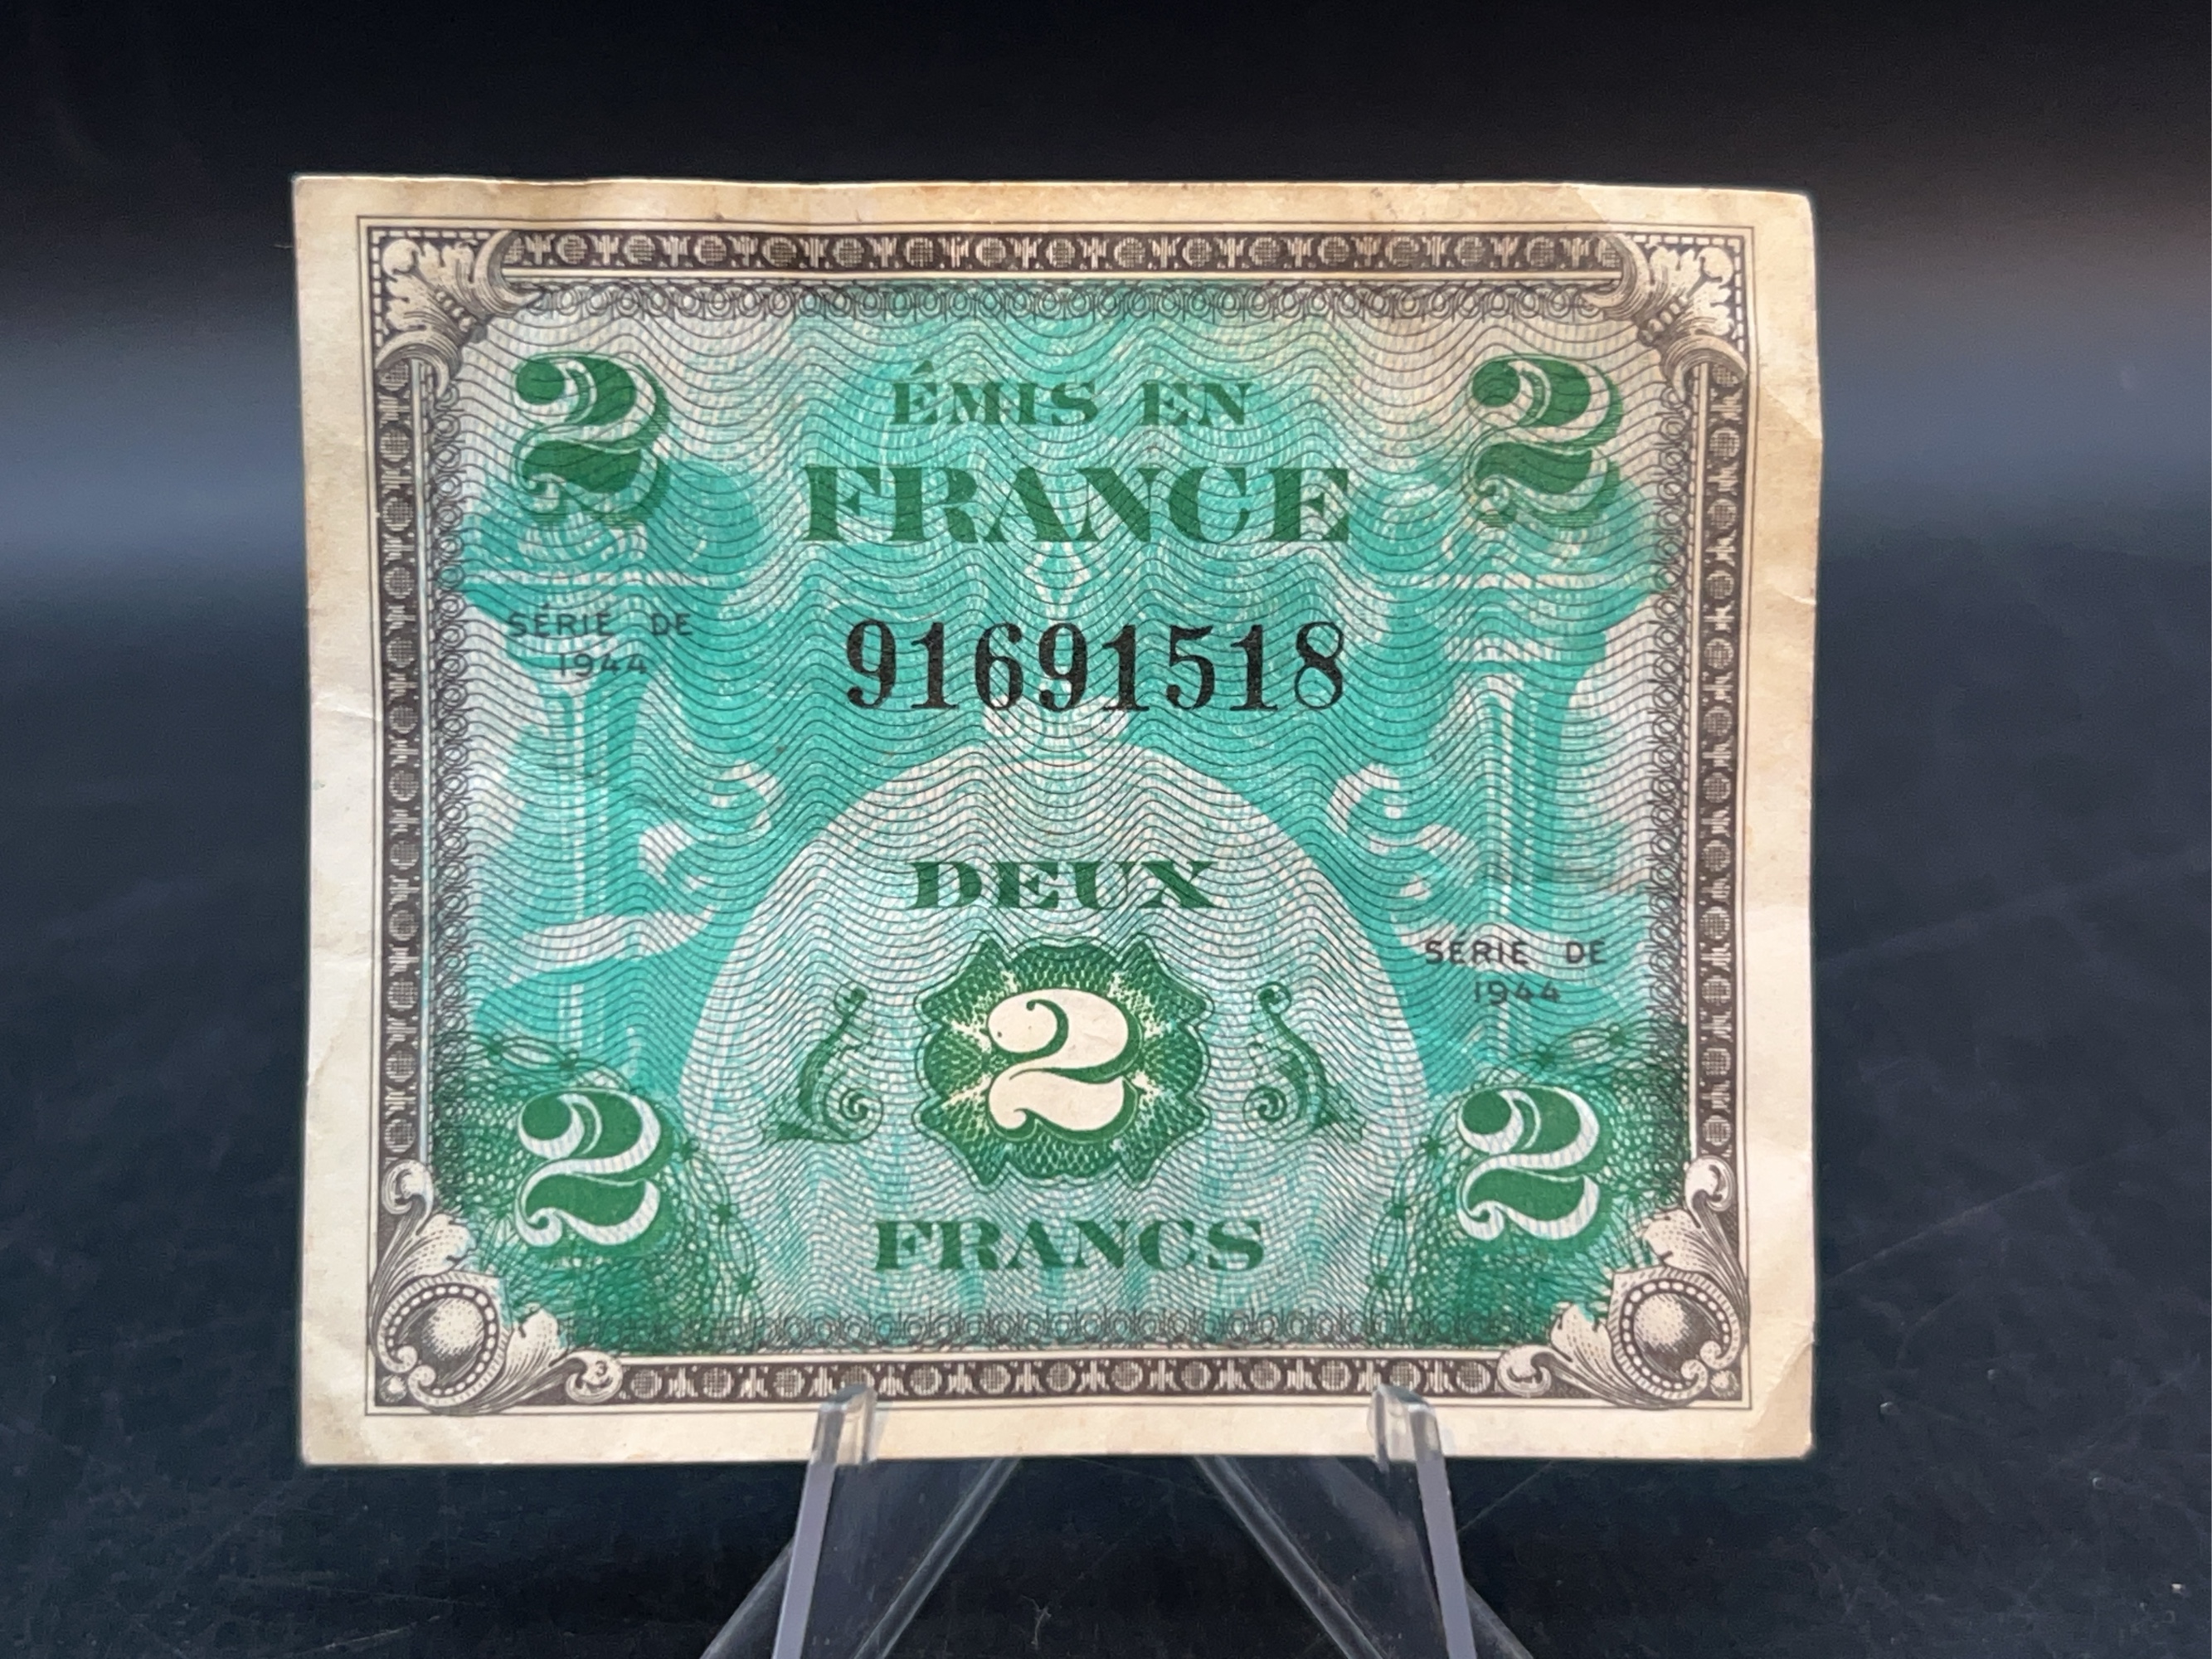 2 2
ÉMIS EN
FRANCE
SÉRIE DE
1944
91691518
DEUX
SÉRIE DE
1944
2
2 2
FRANCS